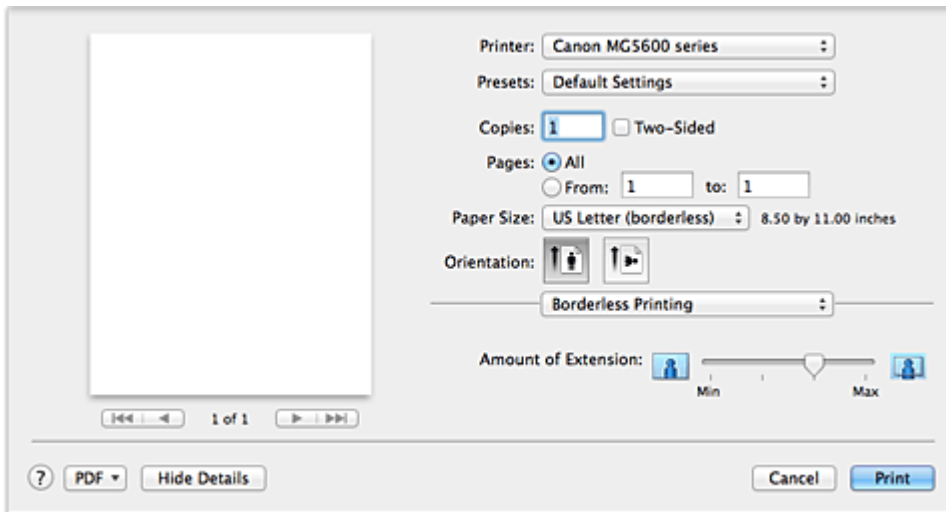 Printer: Canon MG5600 series
Presets: Default Settings
Copies: 1 Two-Sided
Pages: All
From: 1 to: 1
Paper Size: US Letter (borderless) 8.50 by 11.00 inches
Orientation:
Borderless Printing
Amount of Extension:
Min Max
1 of 1
? PDF Hide Details Cancel Print